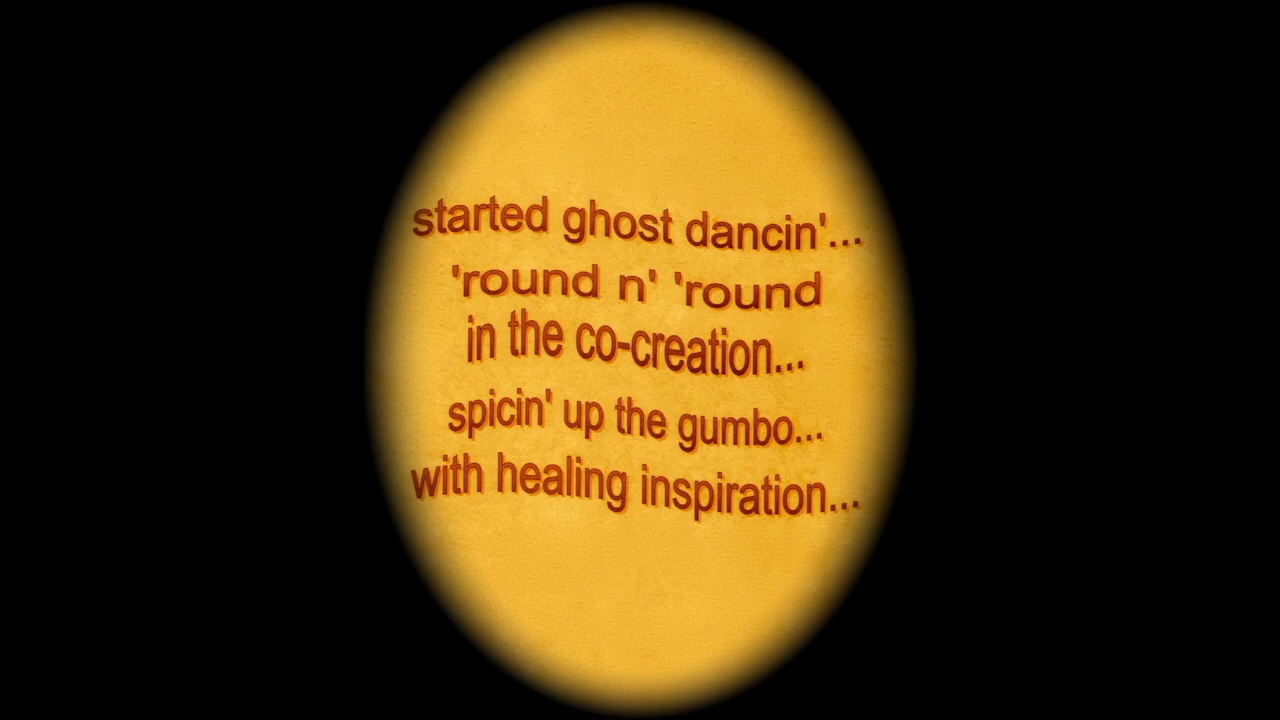 started ghost dancin'...
'round n' 'round
in the co-creation...
spicin' up the gumbo...
with healing inspiration...